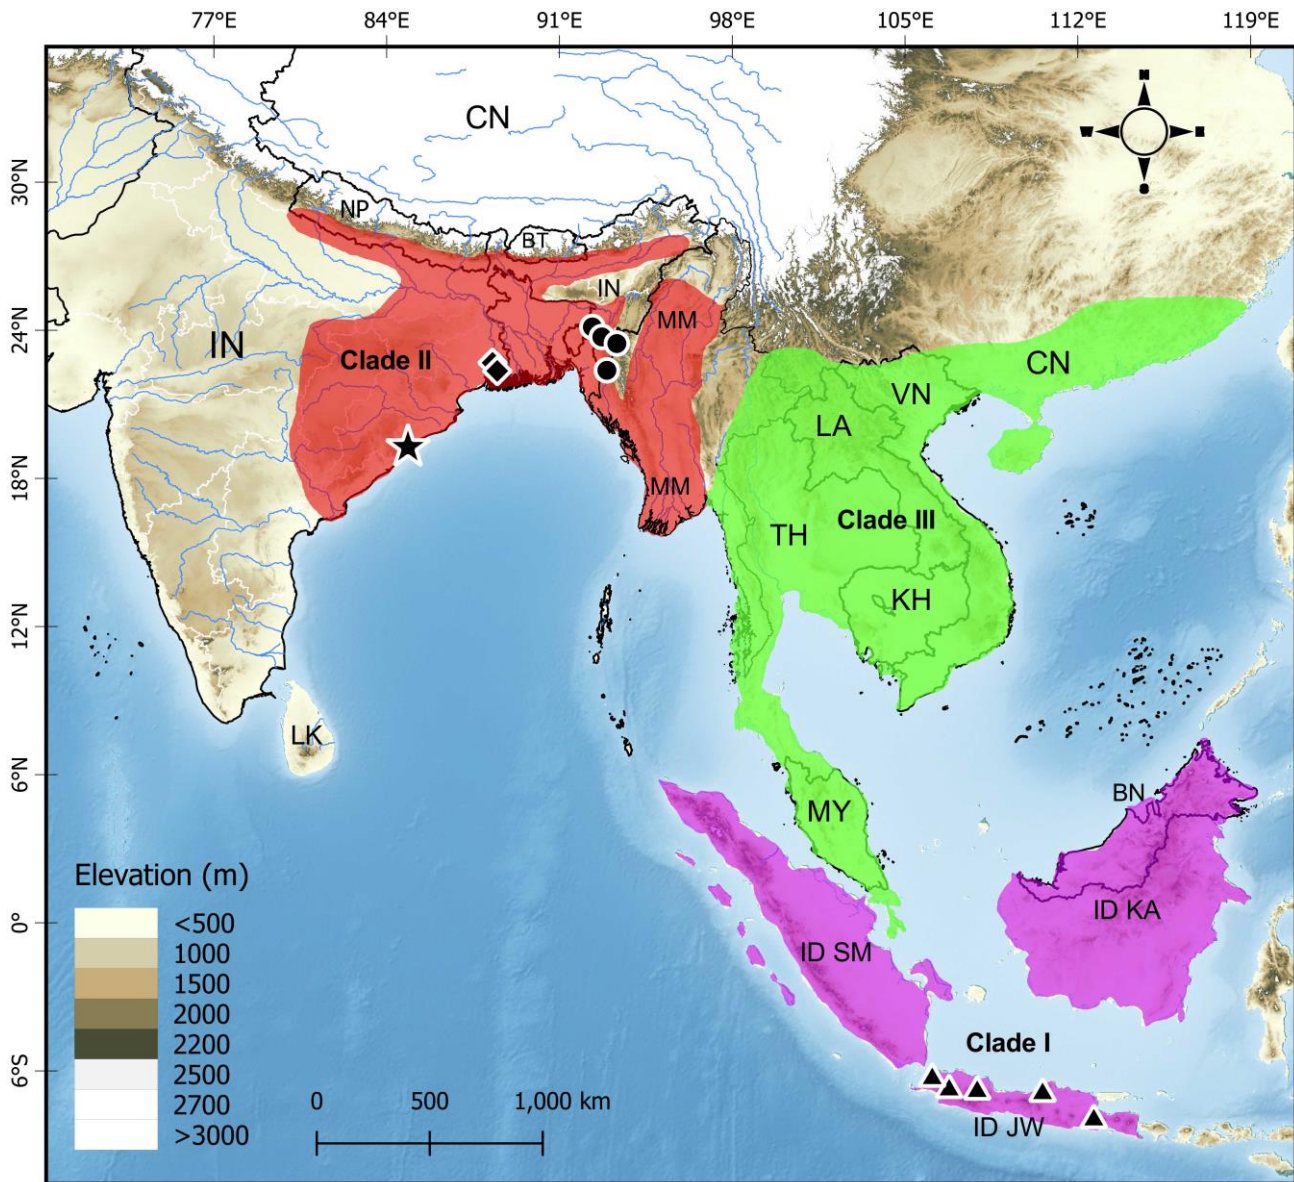 77°E 84°E 91°E 98°E 105°E 112°E 119°E
30°N
24°N
18°N
12°N
6°N
0°
6°S
CN
N
W
S
NP
BT
IN
IN
MM
Clade II
CN
VN
LA
MM
Clade III
TH
KH
LK
MY
BN
ID KA
ID SM
Clade I
ID JW
Elevation (m)
<500
1000
1500
2000
2200
2500
2700
>3000
0 500 1,000 km